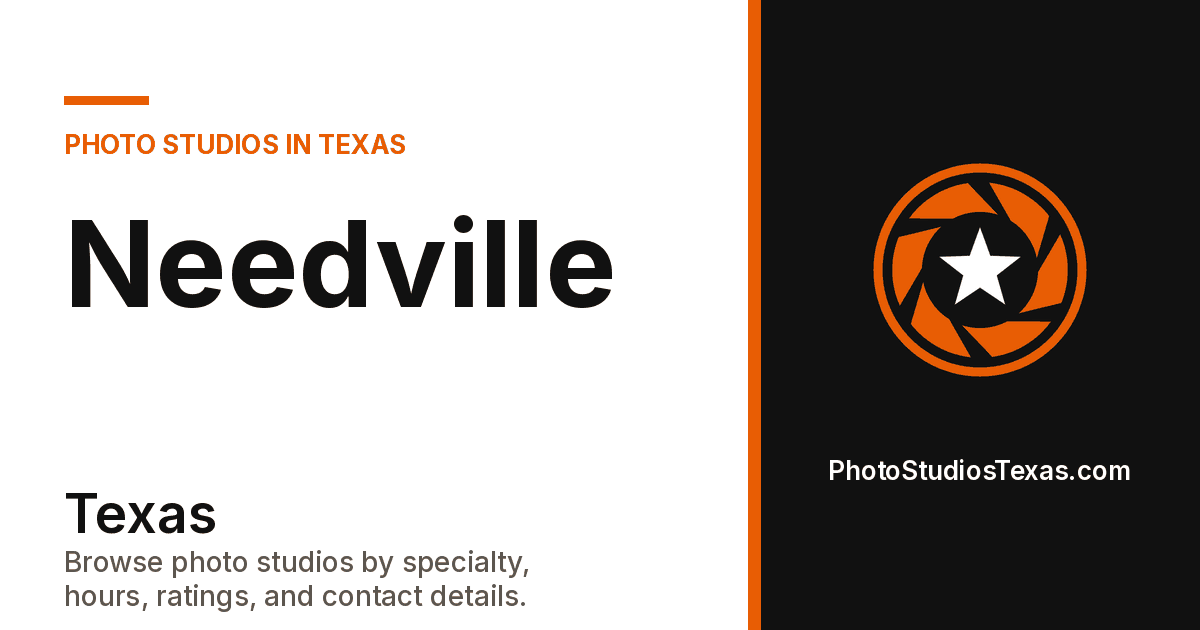 PHOTO STUDIOS IN TEXAS
Needville
Texas
Browse photo studios by specialty,
hours, ratings, and contact details.
PhotoStudiosTexas.com